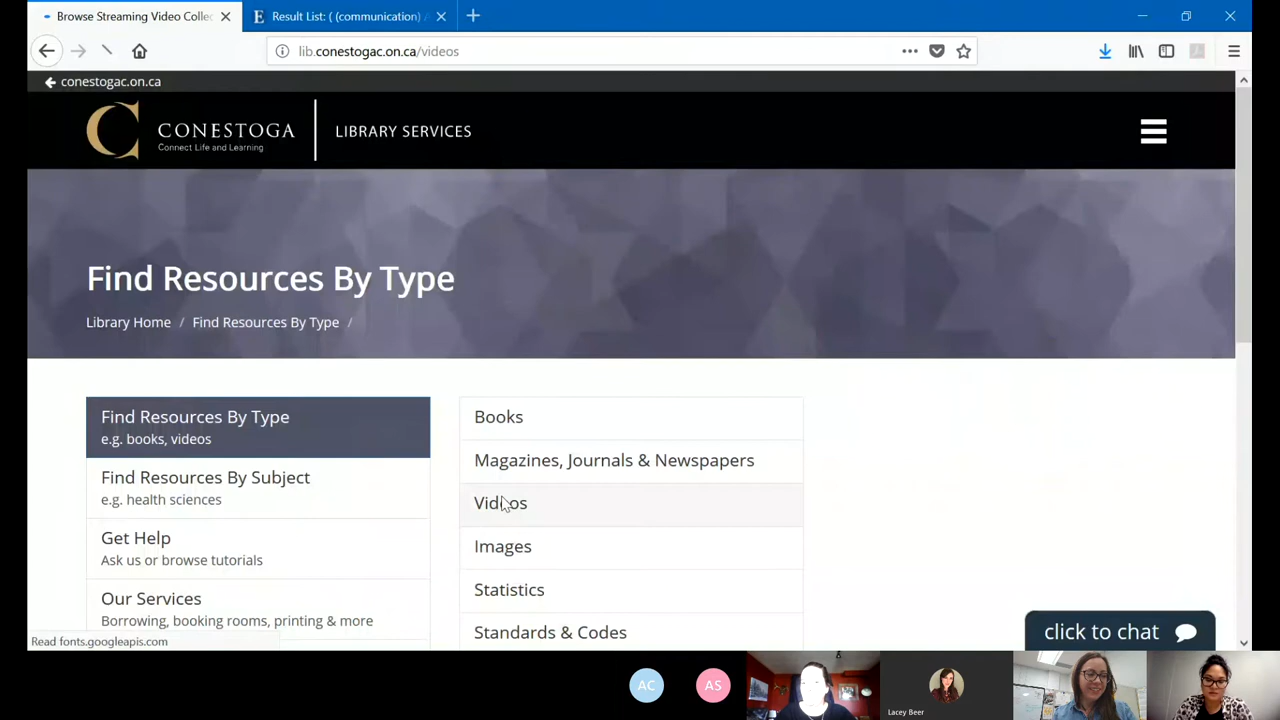 Browse Streaming Video Collec
Result List: ( (communication) A
lib.conestogac.on.ca/videos
conestogac.on.ca
CONESTOGA
Connect Life and Learning
LIBRARY SERVICES
Find Resources By Type
Library Home / Find Resources By Type /
Find Resources By Type
e.g. books, videos
Find Resources By Subject
e.g. health sciences
Get Help
Ask us or browse tutorials
Our Services
Borrowing, booking rooms, printing & more
Books
Magazines, Journals & Newspapers
Videos
Images
Statistics
Standards & Codes
click to chat
Read fonts.googleapis.com
AC
AS
Lacey Beer